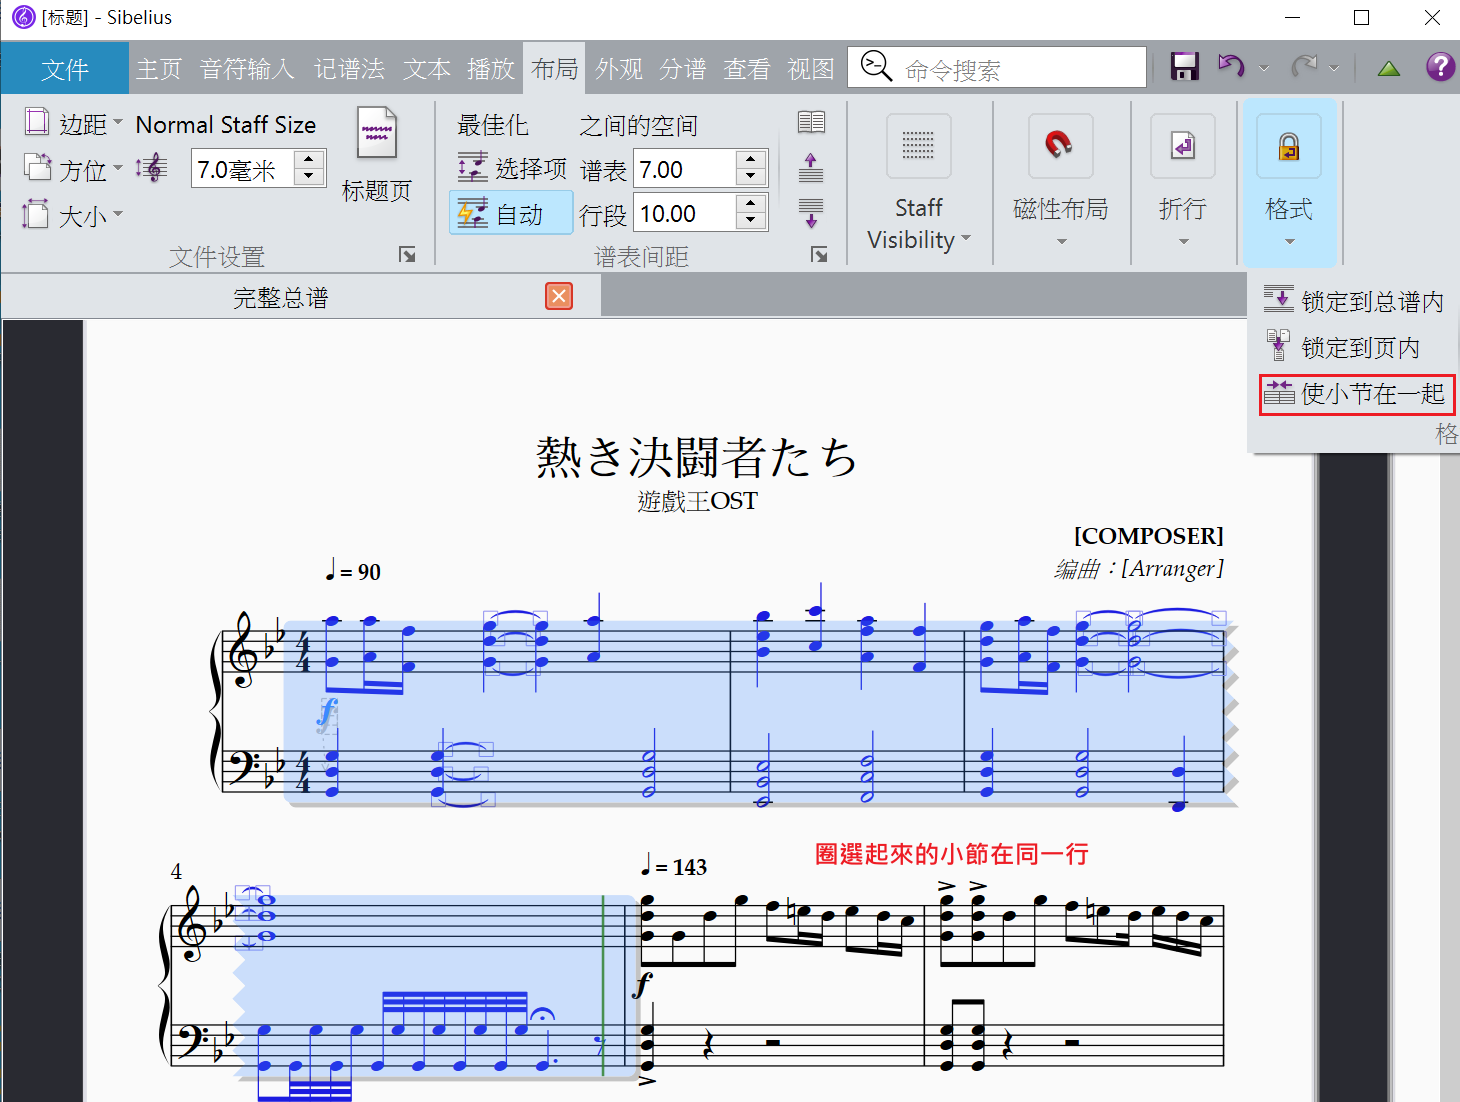 [标题] - Sibelius
文件 主页 音符输入 记谱法 文本 播放 布局 外观 分谱 查看 视图 命令搜索
边距 Normal Staff Size
方位 7.0毫米
大小
标题页
文件设置
最佳化 之间的空间
选择项 谱表 7.00
自动 行段 10.00
谱表间距
Staff
Visibility
磁性布局
折行
格式
完整总谱
锁定到总谱内
锁定到页内
使小节在一起
格
熱き決闘者たち
遊戲王OST
[COMPOSER]
编曲：[Arranger]
= 90
4
4
f
4
4
圈選起來的小節在同一行
4
= 143
f